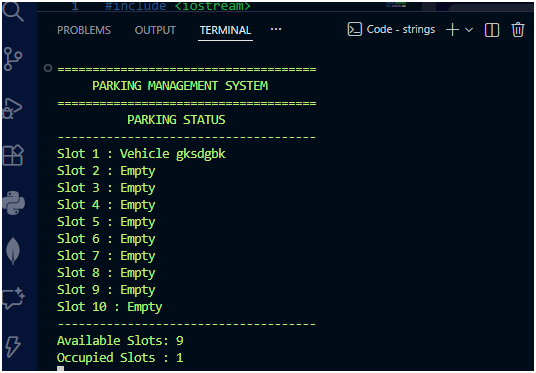 1 #include <iostream>
PROBLEMS OUTPUT TERMINAL ··· Code - strings
=====================================
PARKING MANAGEMENT SYSTEM
=====================================
PARKING STATUS
-------------------------------------
Slot 1 : Vehicle gksdgbk
Slot 2 : Empty
Slot 3 : Empty
Slot 4 : Empty
Slot 5 : Empty
Slot 6 : Empty
Slot 7 : Empty
Slot 8 : Empty
Slot 9 : Empty
Slot 10 : Empty
-------------------------------------
Available Slots: 9
Occupied Slots : 1